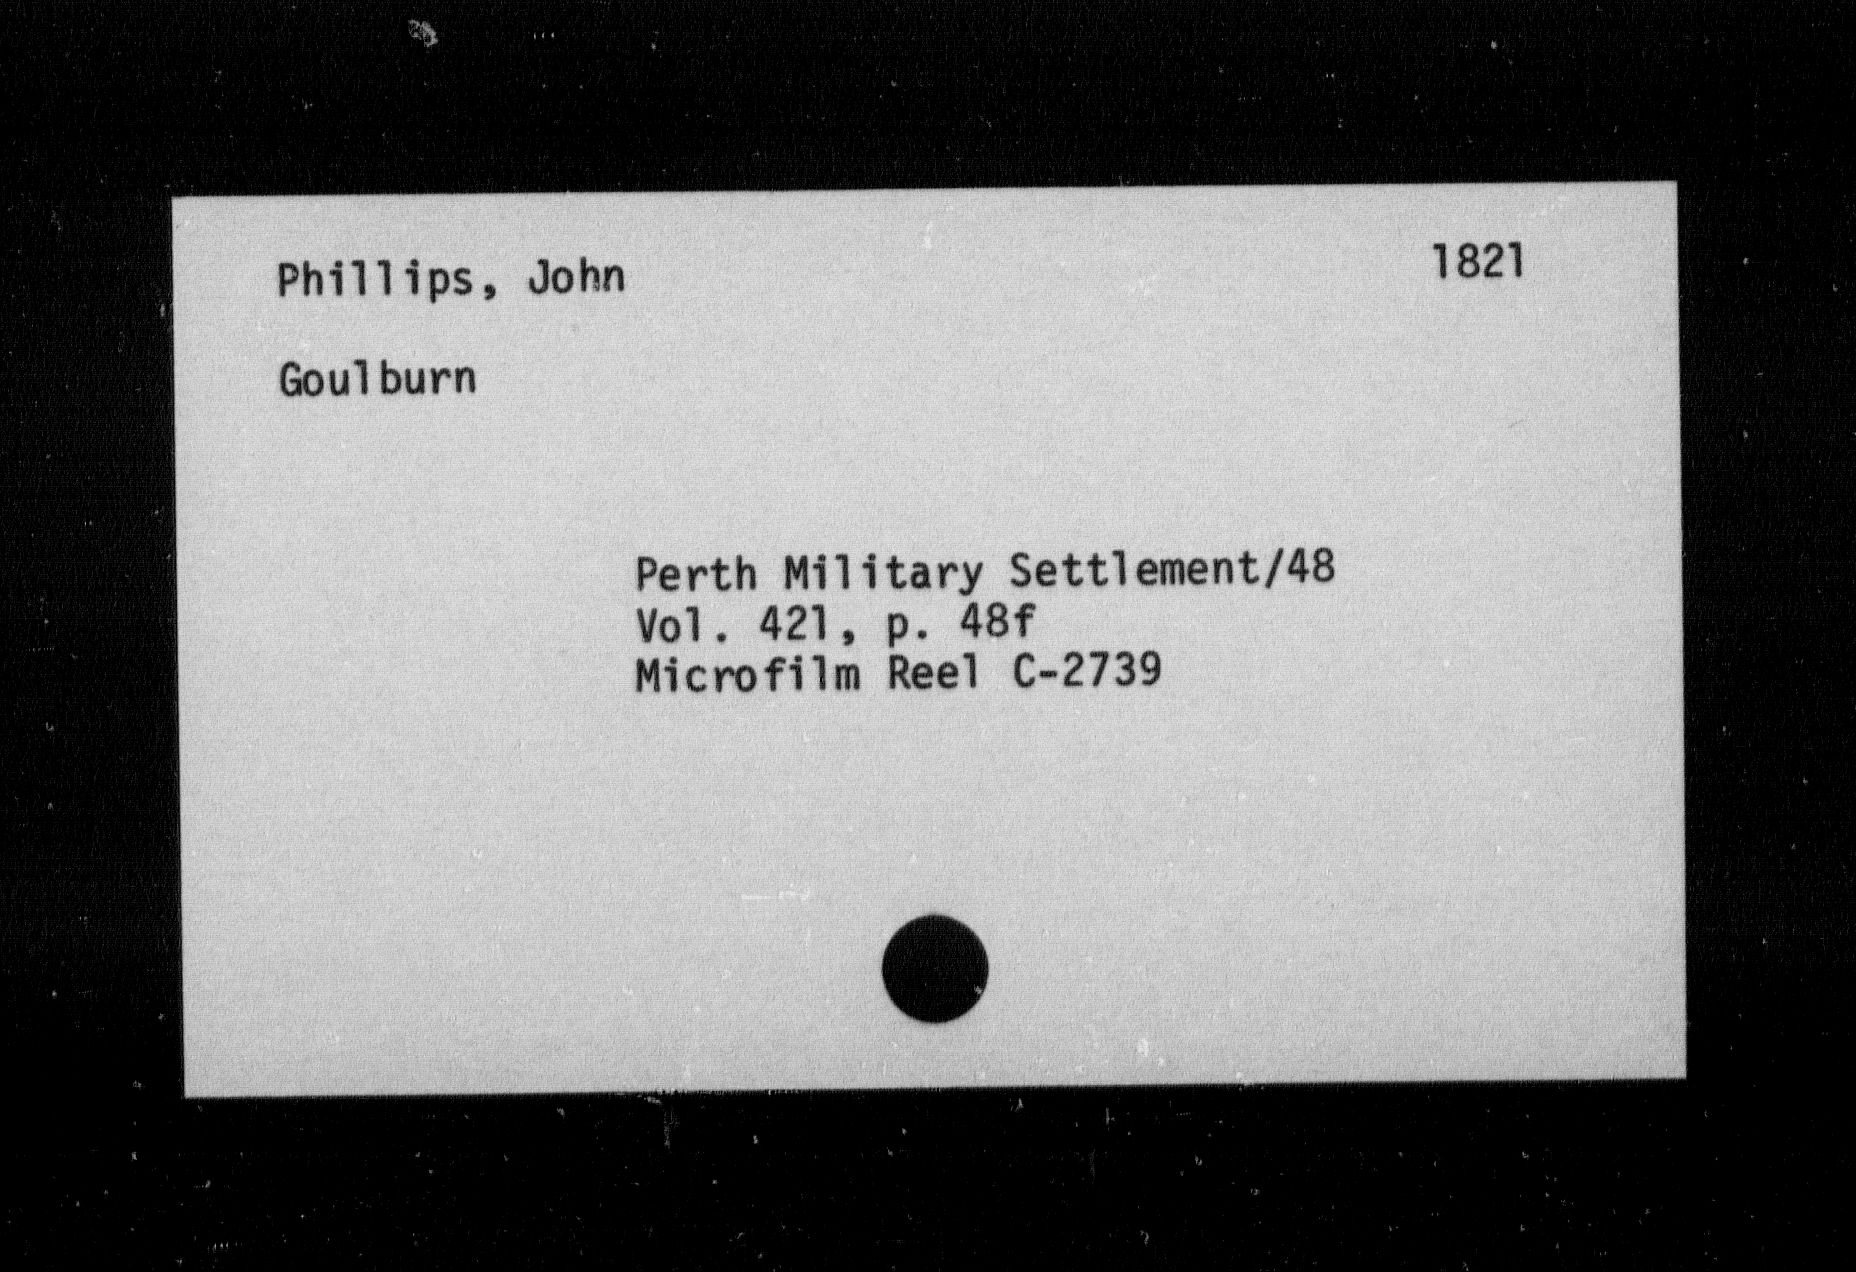 Phillips, John 1821
Goulburn
Perth Military Settlement/48
Vol. 421, p. 48f
Microfilm Reel C-2739